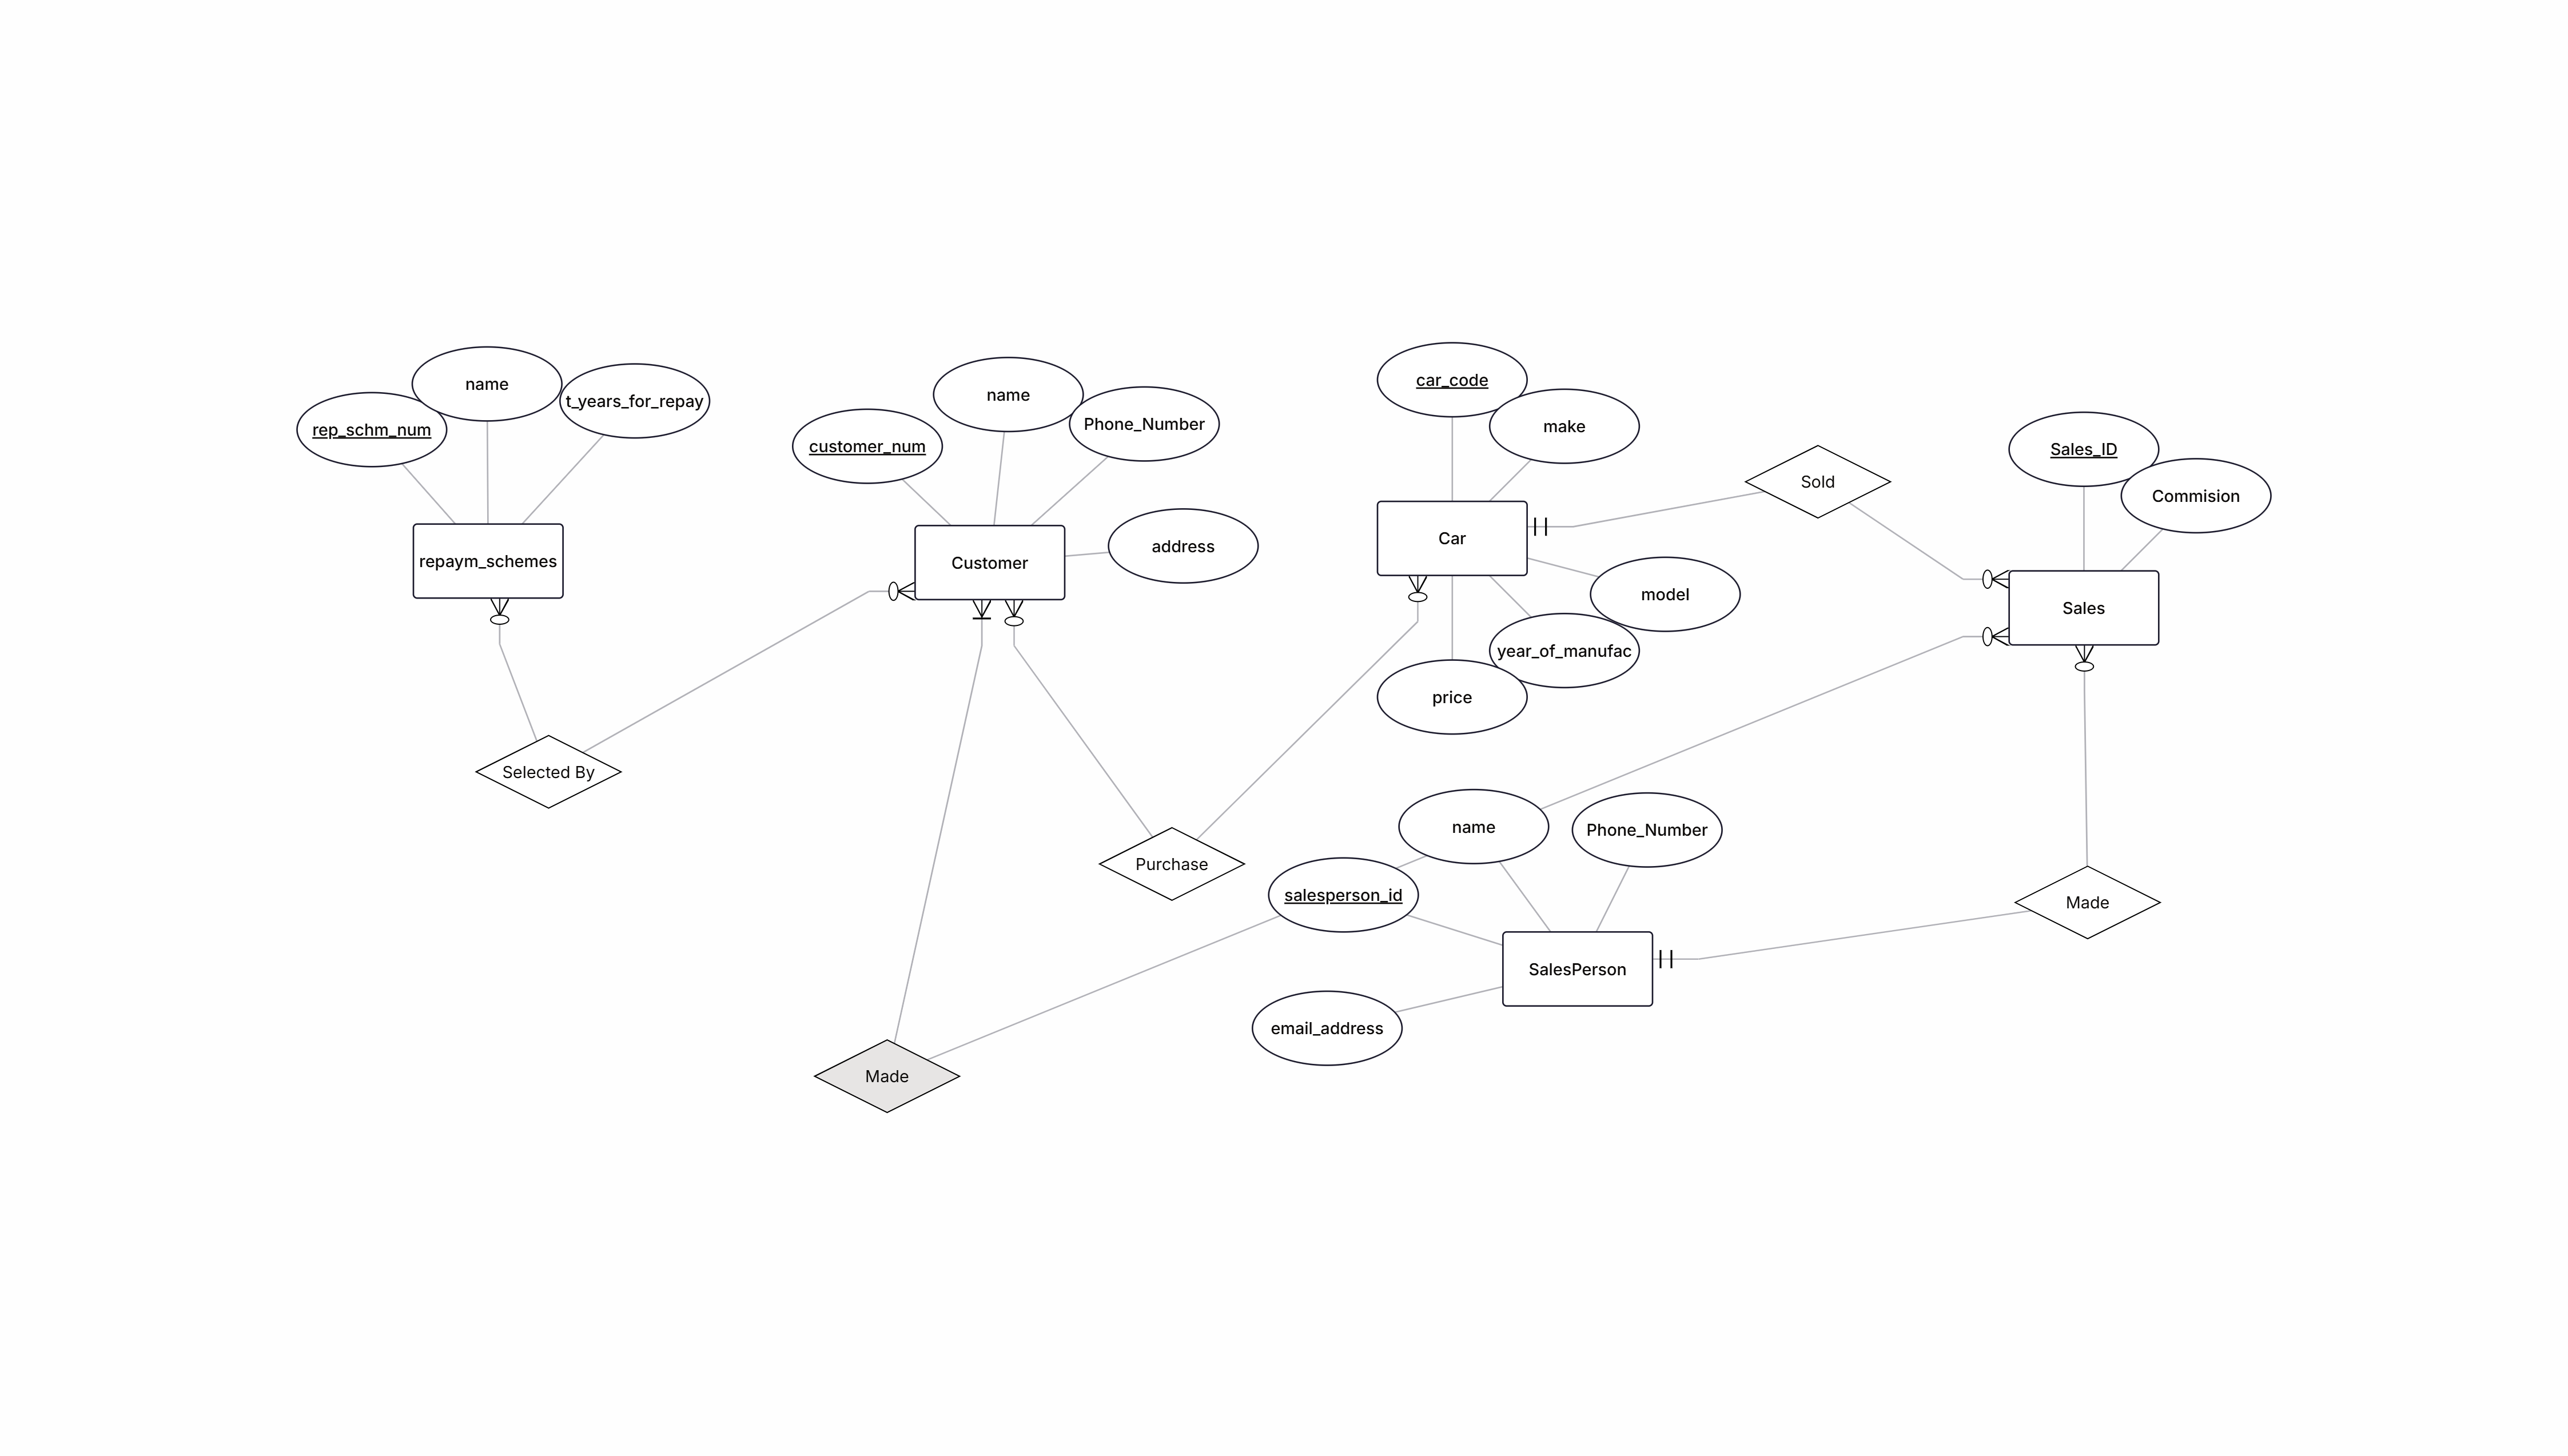 car_code
name
name
t_years_for_repay
Phone_Number
make
rep_schm_num
customer_num
Sales_ID
Sold
Commision
Car
address
repaym_schemes
Customer
model
Sales
year_of_manufac
price
Selected By
name
Phone_Number
Purchase
salesperson_id
Made
SalesPerson
email_address
Made